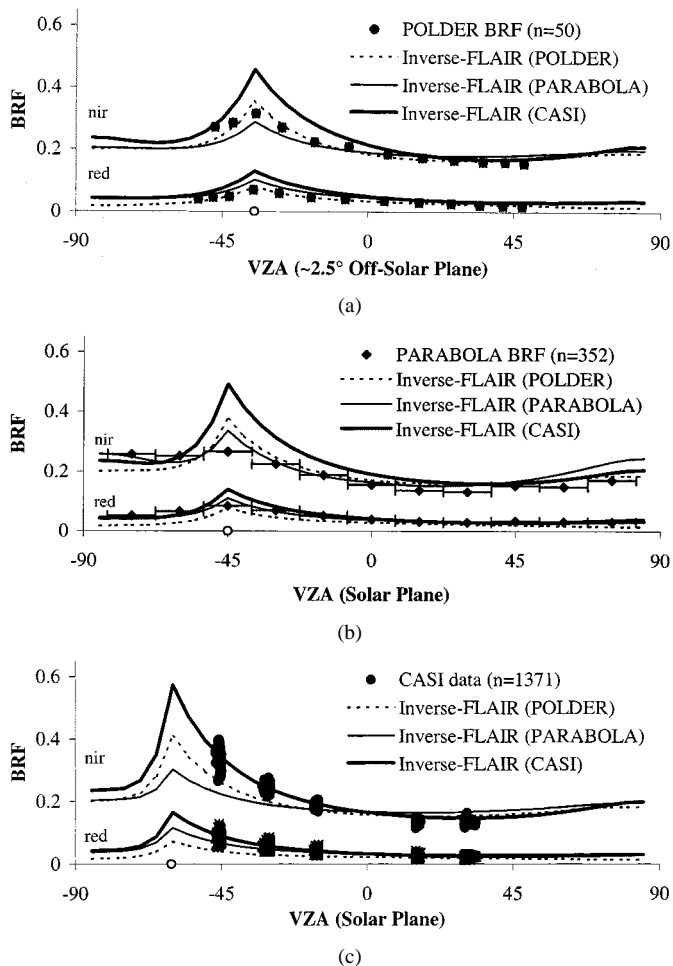 0.6
POLDER BRF (n=50)
Inverse-FLAIR (POLDER)
Inverse-FLAIR (PARABOLA)
Inverse-FLAIR (CASI)
BRF
0.4
nir
0.2
red
0
-90 -45 0 45 90
VZA (~2.5° Off-Solar Plane)
(a)
0.6
PARABOLA BRF (n=352)
Inverse-FLAIR (POLDER)
Inverse-FLAIR (PARABOLA)
Inverse-FLAIR (CASI)
BRF
0.4
nir
0.2
red
0
-90 -45 0 45 90
VZA (Solar Plane)
(b)
0.6
CASI data (n=1371)
Inverse-FLAIR (POLDER)
Inverse-FLAIR (PARABOLA)
Inverse-FLAIR (CASI)
BRF
0.4
nir
0.2
red
0
-90 -45 0 45 90
VZA (Solar Plane)
(c)